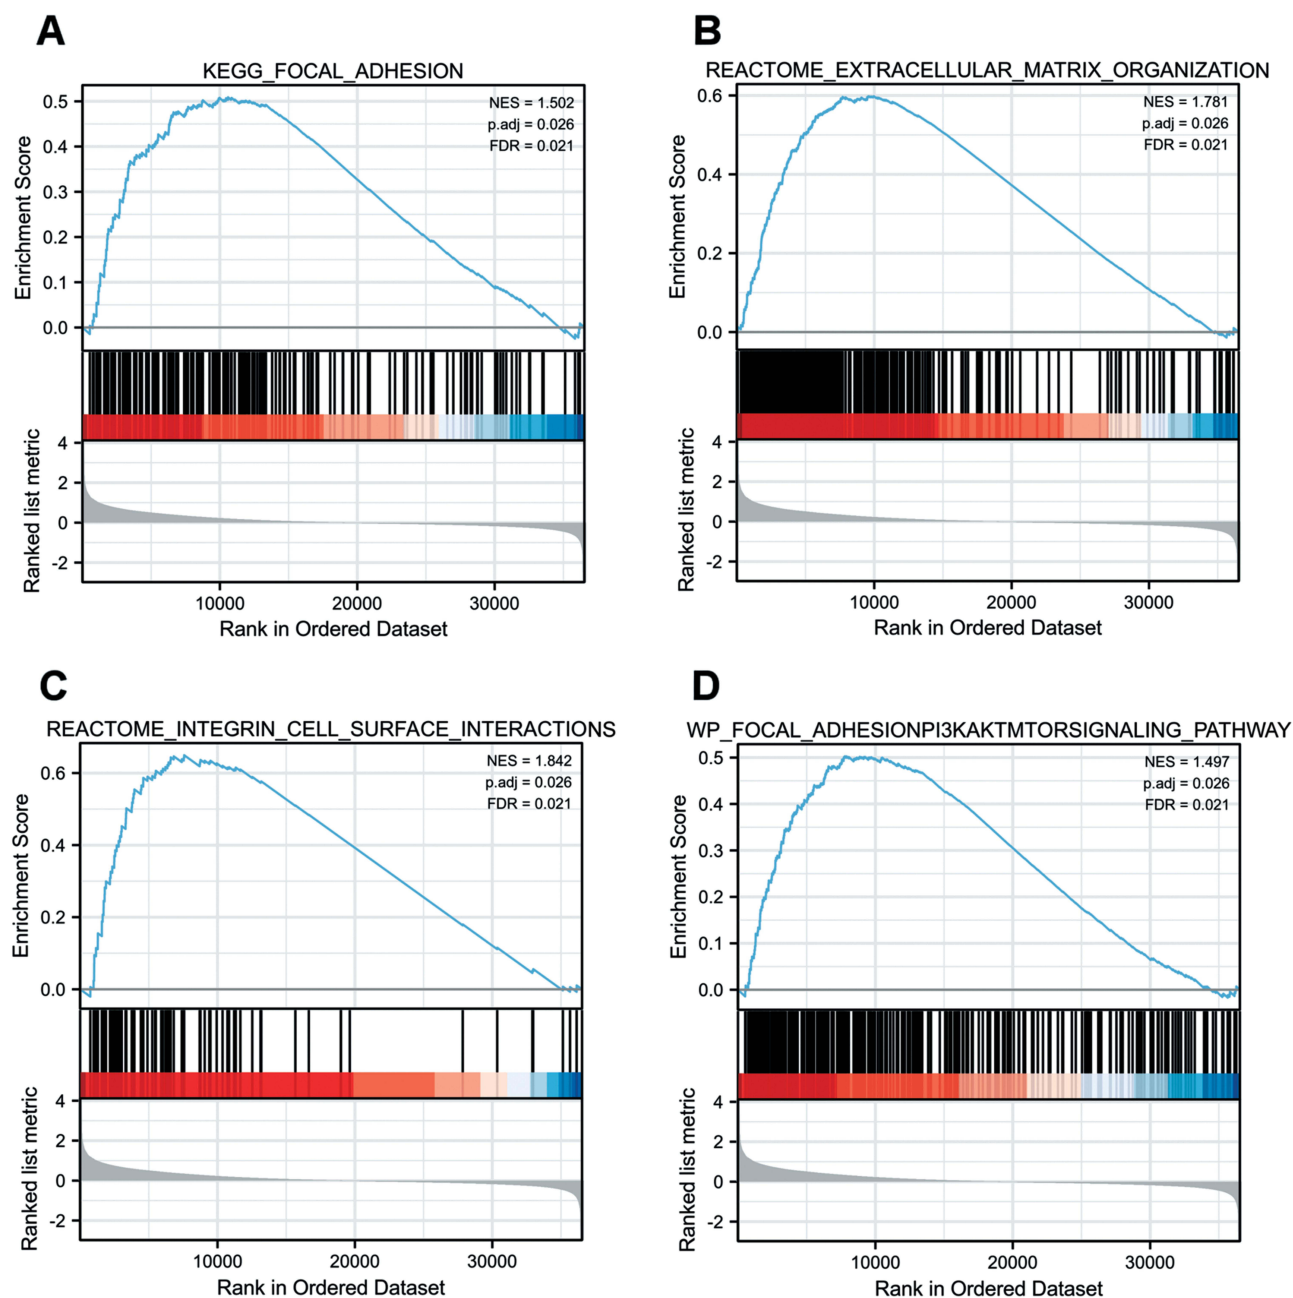 A
KEGG_FOCAL_ADHESION
NES = 1.502
p.adj = 0.026
FDR = 0.021
Enrichment Score
0.5
0.4
0.3
0.2
0.1
0.0
Ranked list metric
4
2
0
-2
10000 20000 30000
Rank in Ordered Dataset
B
REACTOME_EXTRACELLULAR_MATRIX_ORGANIZATION
NES = 1.781
p.adj = 0.026
FDR = 0.021
Enrichment Score
0.6
0.4
0.2
0.0
Ranked list metric
4
2
0
-2
10000 20000 30000
Rank in Ordered Dataset
C
REACTOME_INTEGRIN_CELL_SURFACE_INTERACTIONS
NES = 1.842
p.adj = 0.026
FDR = 0.021
Enrichment Score
0.6
0.4
0.2
0.0
Ranked list metric
4
2
0
-2
10000 20000 30000
Rank in Ordered Dataset
D
WP_FOCAL_ADHESIONPI3KAKTMTORSIGNALING_PATHWAY
NES = 1.497
p.adj = 0.026
FDR = 0.021
Enrichment Score
0.5
0.4
0.3
0.2
0.1
0.0
Ranked list metric
4
2
0
-2
10000 20000 30000
Rank in Ordered Dataset